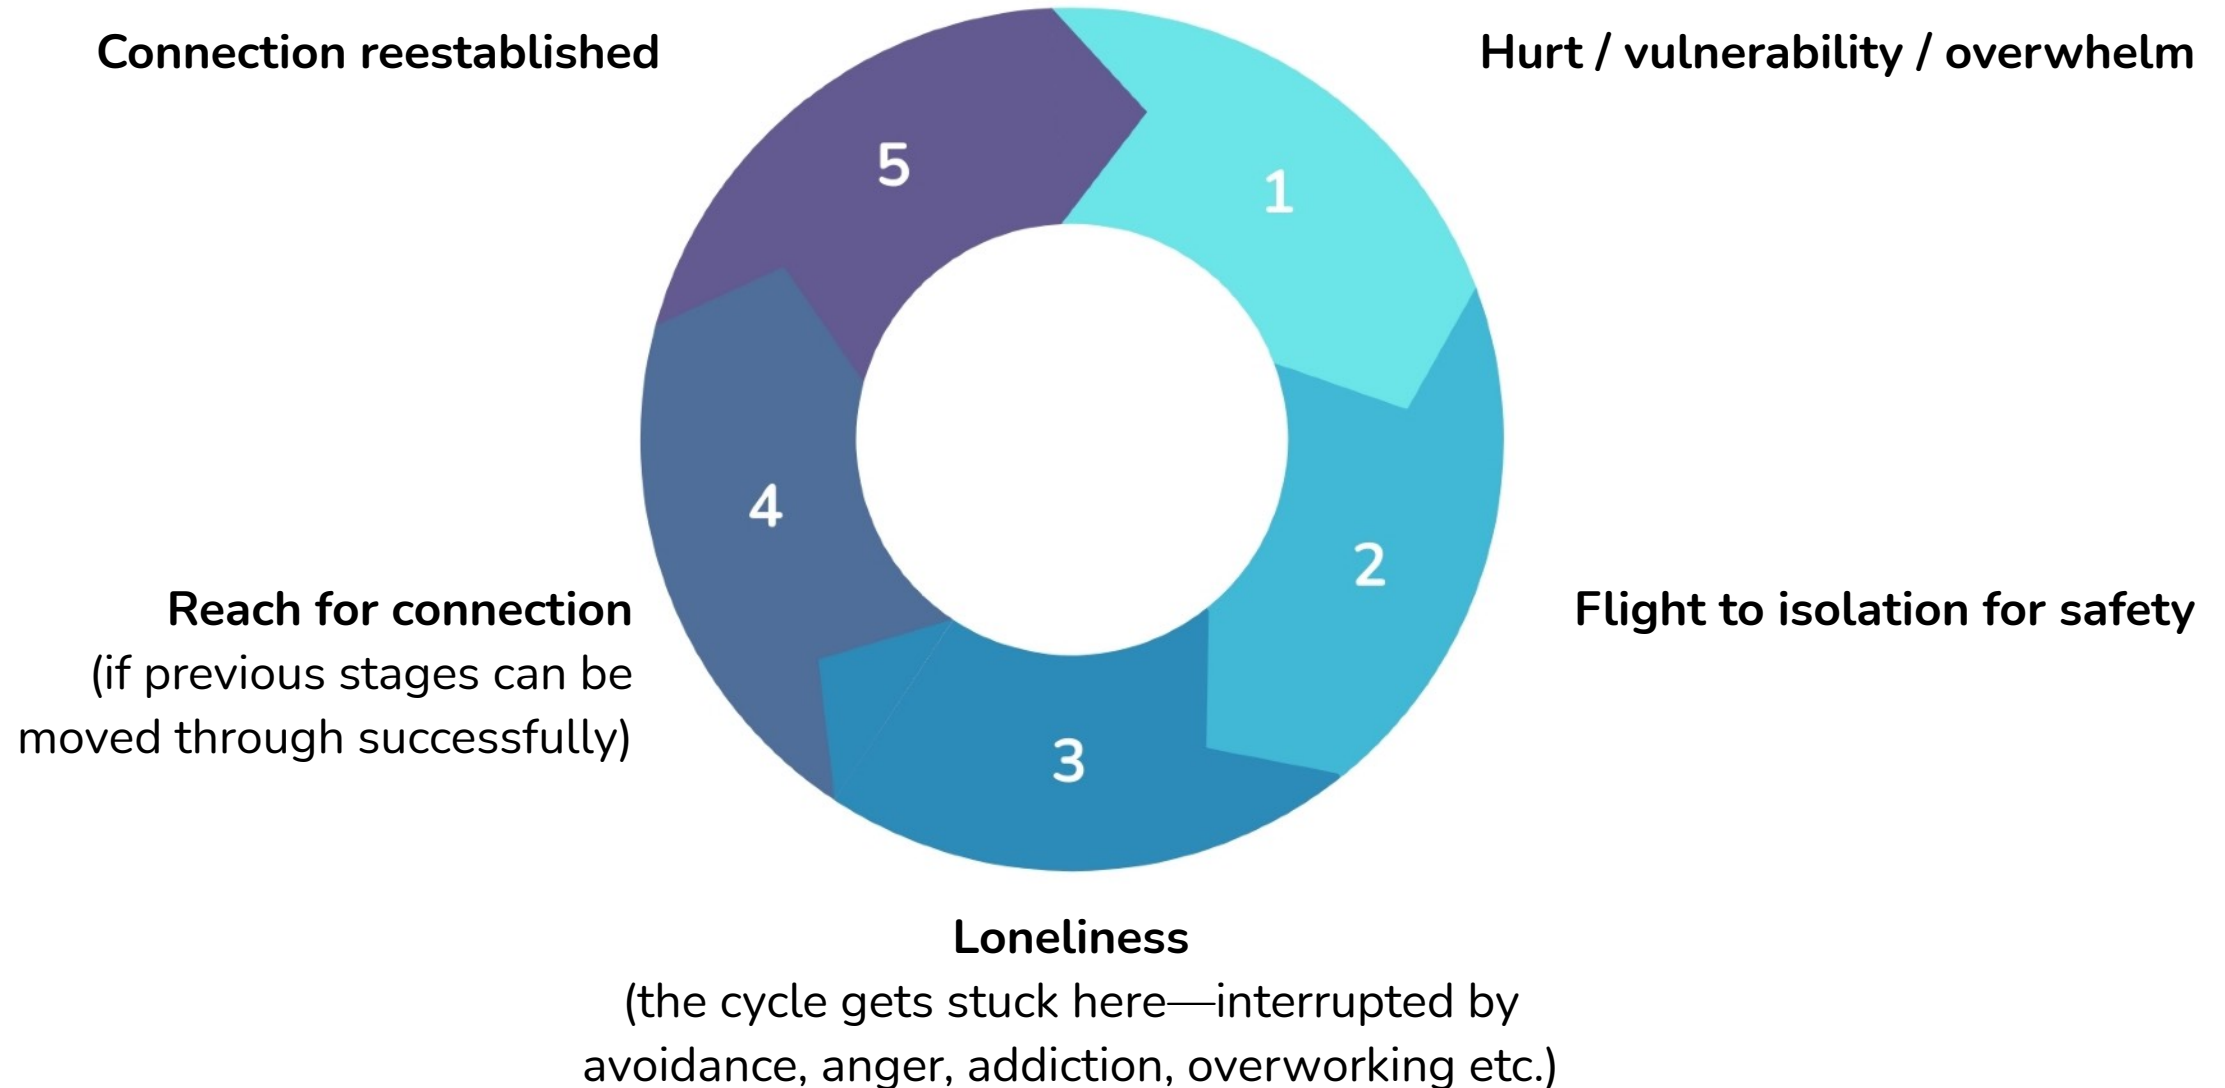 Connection reestablished
Hurt / vulnerability / overwhelm
5
1
4
2
Reach for connection
(if previous stages can be
moved through successfully)
Flight to isolation for safety
3
Loneliness
(the cycle gets stuck here—interrupted by
avoidance, anger, addiction, overworking etc.)